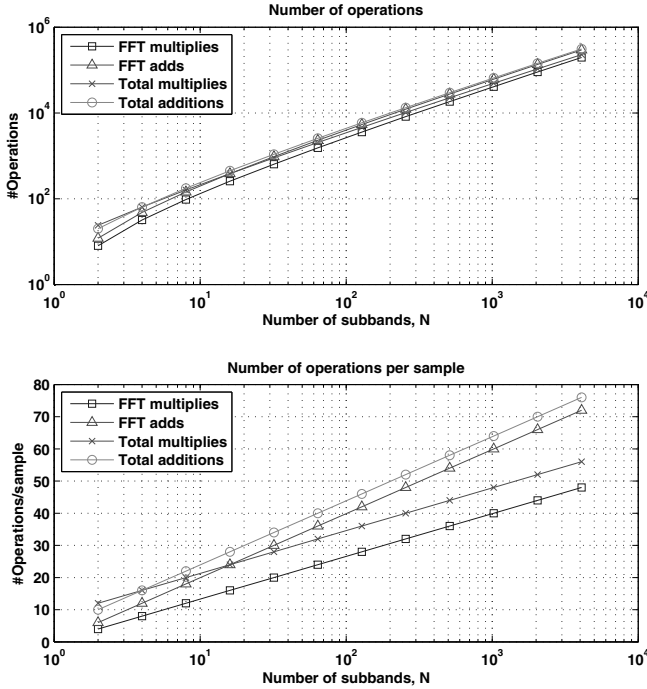 Number of operations
10^6
10^4
10^2
10^0
#Operations
FFT multiplies
FFT adds
Total multiplies
Total additions
10^0
10^1
10^2
10^3
10^4
Number of subbands, N
Number of operations per sample
80
70
60
50
40
30
20
10
0
#Operations/sample
FFT multiplies
FFT adds
Total multiplies
Total additions
10^0
10^1
10^2
10^3
10^4
Number of subbands, N